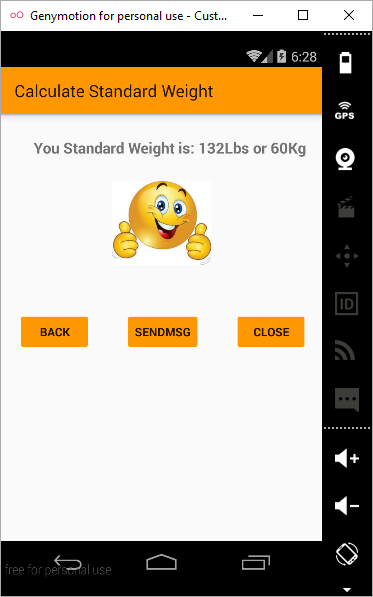 Genymotion for personal use - Cust...
6:28
Calculate Standard Weight
GPS
You Standard Weight is: 132Lbs or 60Kg
ID
BACK SENDMSG CLOSE
free for personal use